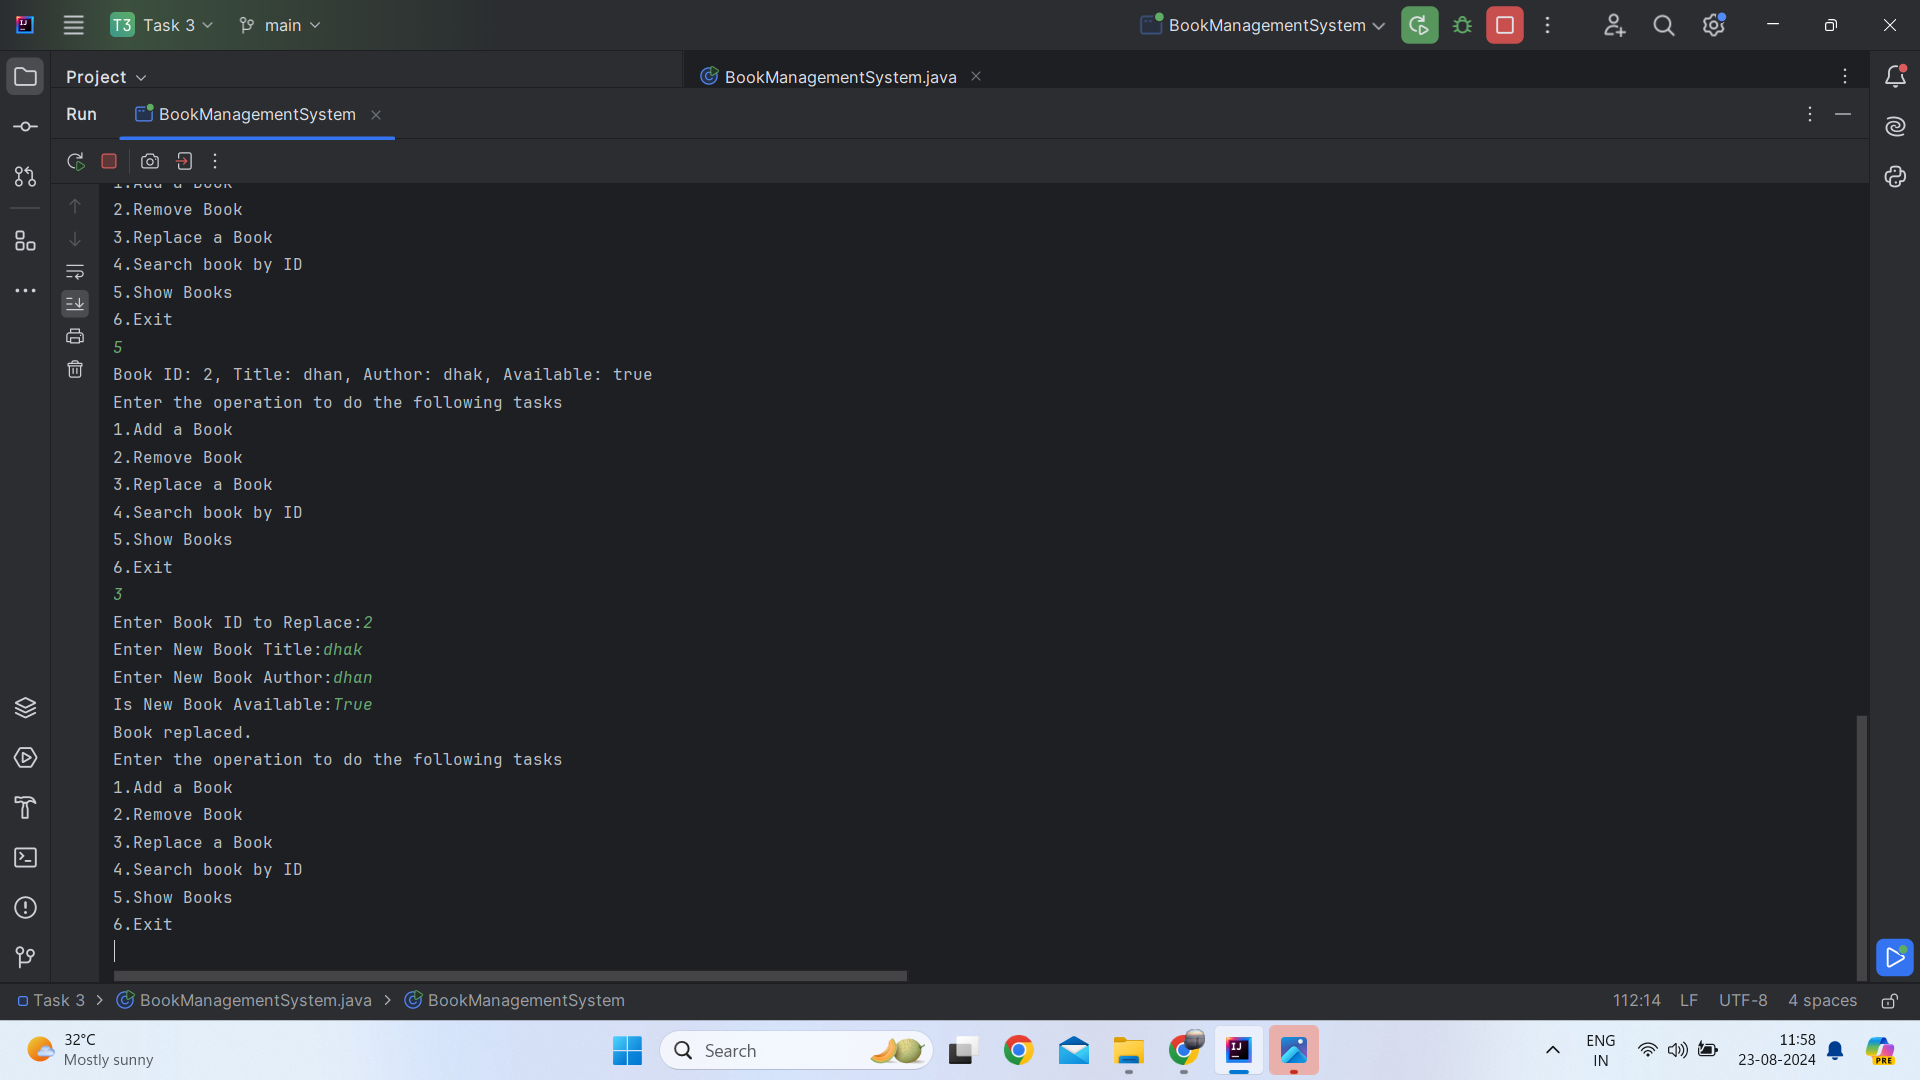 T3 Task 3 main BookManagementSystem
Project BookManagementSystem.java
Run BookManagementSystem
1.Add a Book
2.Remove Book
3.Replace a Book
4.Search book by ID
5.Show Books
6.Exit
5
Book ID: 2, Title: dhan, Author: dhak, Available: true
Enter the operation to do the following tasks
1.Add a Book
2.Remove Book
3.Replace a Book
4.Search book by ID
5.Show Books
6.Exit
3
Enter Book ID to Replace:2
Enter New Book Title:dhak
Enter New Book Author:dhan
Is New Book Available:True
Book replaced.
Enter the operation to do the following tasks
1.Add a Book
2.Remove Book
3.Replace a Book
4.Search book by ID
5.Show Books
6.Exit
Task 3 > BookManagementSystem.java > BookManagementSystem 112:14 LF UTF-8 4 spaces
32°C
Mostly sunny
Search
ENG
IN
11:58
23-08-2024
PRE